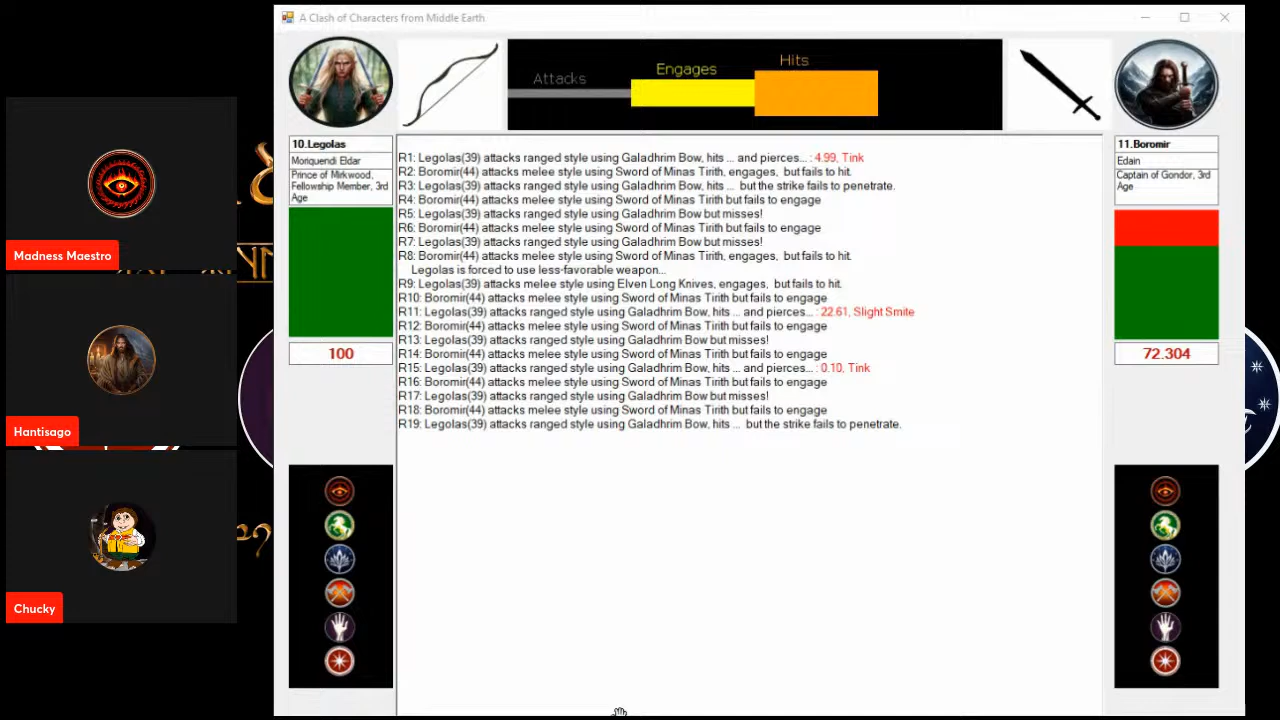 A Clash of Characters from Middle Earth
Attacks
Engages
Hits
10.Legolas
Moriquendi Eldar
Prince of Mirkwood,
Fellowship Member, 3rd
Age
100
R1: Legolas(39) attacks ranged style using Galadhrim Bow, hits ... and pierces... : 4.99, Tink
R2: Boromir(44) attacks melee style using Sword of Minas Tirith, engages, but fails to hit.
R3: Legolas(39) attacks ranged style using Galadhrim Bow, hits ... but the strike fails to penetrate.
R4: Boromir(44) attacks melee style using Sword of Minas Tirith but fails to engage
R5: Legolas(39) attacks ranged style using Galadhrim Bow but misses!
R6: Boromir(44) attacks melee style using Sword of Minas Tirith but fails to engage
R7: Legolas(39) attacks ranged style using Galadhrim Bow but misses!
R8: Boromir(44) attacks melee style using Sword of Minas Tirith, engages, but fails to hit.
Legolas is forced to use less-favorable weapon...
R9: Legolas(39) attacks melee style using Elven Long Knives, engages, but fails to hit.
R10: Boromir(44) attacks melee style using Sword of Minas Tirith but fails to engage
R11: Legolas(39) attacks ranged style using Galadhrim Bow, hits ... and pierces... : 22.61, Slight Smite
R12: Boromir(44) attacks melee style using Sword of Minas Tirith but fails to engage
R13: Legolas(39) attacks ranged style using Galadhrim Bow but misses!
R14: Boromir(44) attacks melee style using Sword of Minas Tirith but fails to engage
R15: Legolas(39) attacks ranged style using Galadhrim Bow, hits ... and pierces... : 0.10, Tink
R16: Boromir(44) attacks melee style using Sword of Minas Tirith but fails to engage
R17: Legolas(39) attacks ranged style using Galadhrim Bow but misses!
R18: Boromir(44) attacks melee style using Sword of Minas Tirith but fails to engage
R19: Legolas(39) attacks ranged style using Galadhrim Bow, hits ... but the strike fails to penetrate.
11.Boromir
Edain
Captain of Gondor, 3rd
Age
72.304
Madness Maestro
Hantisago
Chucky